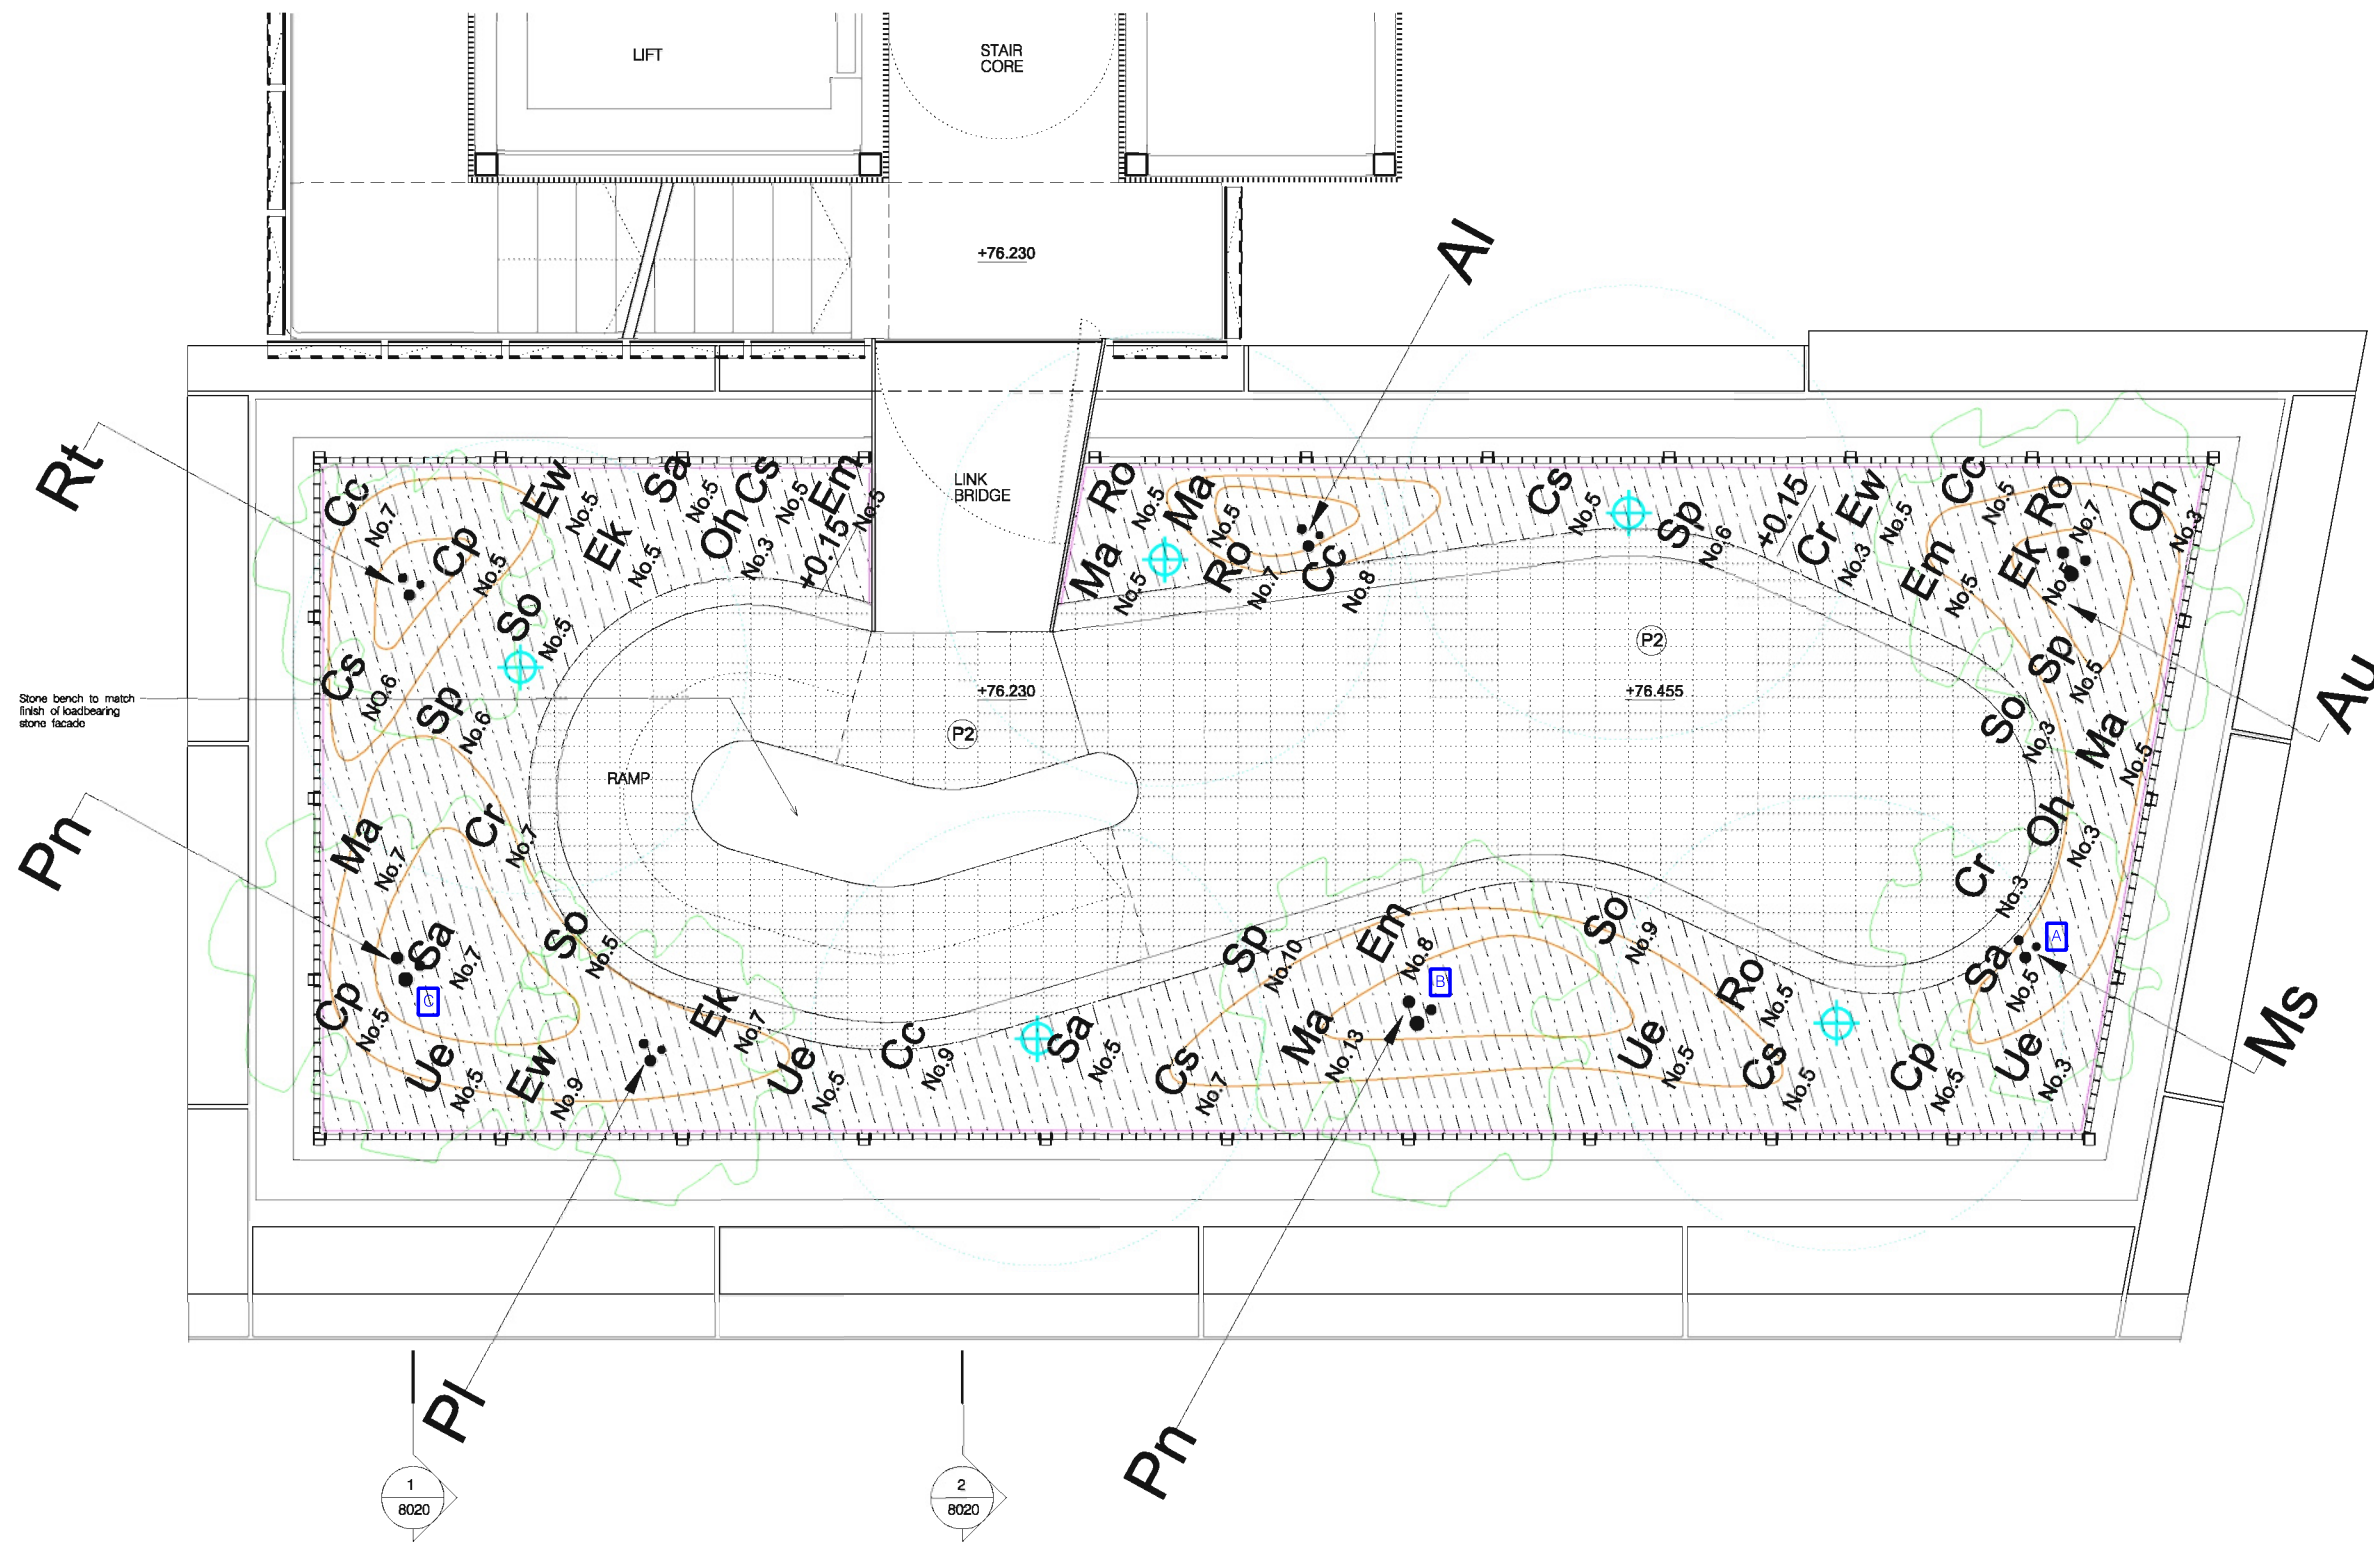 LIFT
STAIR
CORE
+76.230
Al
LINK
BRIDGE
Rt
Pn
Stone bench to match
finish of loadbearing
stone facade
Cc
No.7
Cp
No.5
Ew
No.5
Ek
No.5
Sa
No.5
Oh
No.3
Cs
No.5
Em
No.5
+0.15
So
No.5
Cs
NO.6
Sp
No.6
Ma
No.7
Cr
No.7
Sa
No.7
C
Cp
No.5
Ue
No.5
Ew
No.9
So
No.5
Ek
No.7
Ue
No.5
Cc
No.9
Sa
No.5
RAMP
P2
+76.230
P2
+76.455
Ro
No.5
Ma
No.5
Ma
No.5
Ro
No.7
Cc
No.8
Cs
No.5
Sp
No.6
+0.15
Cr
No.3
Ew
No.5
Cc
No.5
Ro
No.7
Oh
No.3
Em
No.5
Ek
No.5
Sp
No.5
So
No.3
Ma
No.5
Oh
No.3
Cr
No.3
A
Sa
No.5
Ue
No.3
Cp
No.5
Sp
No.10
Em
No.8
B
So
No.9
Ro
No.5
Cs
No.7
Ma
No.13
Ue
No.5
Cs
No.5
Au
Ms
Pl
Pn
1
8020
2
8020